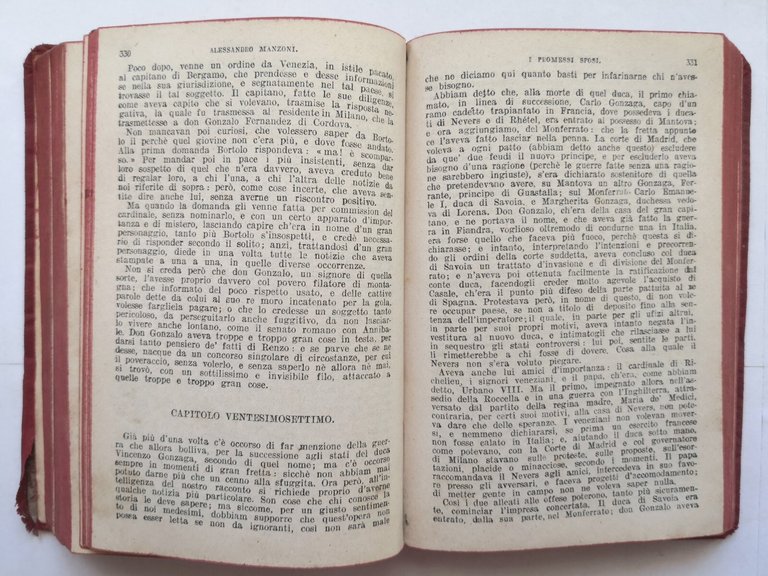 330
ALESSANDRO MANZONI.
Poco dopo, venne un ordine da Venezia, in istile pacato,
al capitano di Bergamo, che prendesse e desse informazioni
se nella sua giurisdizione, e segnatamente nel tal paese, si
trovasse il tal soggetto. Il capitano, fatte le sue diligenze,
come aveva capito che si volevano, trasmise la risposta ne-
gativa, la quale fu trasmessa al residente in Milano, che la
trasmettesse a don Gonzalo Fernandez di Cordova.
Non mancavan poi curiosi, che volessero saper da Borto-
lo il perchè quel giovine non c'era più, e dove fosse andato.
Alla prima domanda Bortolo rispondeva: « ma! è scompar-
so. » Per mandar poi in pace i più insistenti, senza dar
loro sospetto di quel che n'era davvero, aveva creduto bene
di regalar loro, a chi l'una, a chi l'altra delle notizie da
noi riferite di sopra: però, come cose incerte, che aveva sen-
tite dire anche lui, senza averne un riscontro positivo.
Ma quando la domanda gli venne fatta per commission del
cardinale, senza nominarlo, e con un certo apparato d'impor-
tanza e di mistero, lasciando capire ch'era in nome d'un gran
personaggio, tanto più Bortolo s'insospettì, e credè necessa-
rio di risponder secondo il solito; anzi, trattandosi d'un gran
personaggio, diede in una volta tutte le notizie che aveva
stampate a una a una, in quelle diverse occorrenze.
Non si creda però che don Gonzalo, un signore di quella
sorte, l'avesse proprio davvero col povero filatore di monta-
gna; che informato del poco rispetto usato, e delle cattive
parole dette da colui al suo re moro incatenato per la gola,
volesse fargliela pagare; o che lo credesse un soggetto tanto
pericoloso, da perseguitarlo anche fuggitivo, da non lasciar-
lo vivere anche lontano, come il senato romano con Anniba-
le. Don Gonzalo aveva troppe e troppo gran cose in testa, per
darsi tanto pensiero de' fatti di Renzo; e se parve che se ne
desse, nacque da un concorso singolare di circostanze, per cui
il poveraccio, senza volerlo, e senza saperlo nè allora nè mai,
si trovò, con un sottilissimo e invisibile filo, attaccato a
quelle troppe e troppo gran cose.
CAPITOLO VENTESIMOSETTIMO.
Già più d'una volta c'è occorso di far menzione della guer-
ra che allora bolliva, per la successione agli stati del duca
Vincenzo Gonzaga, secondo di quel nome; ma c'è occorso
sempre in momenti di gran fretta: sicchè non abbiam mai
potuto darne più che un cenno alla sfuggita. Ora però, all'in-
telligenza del nostro racconto si richiede proprio d'averne
qualche notizia più particolare. Son cose che chi conosce la
storia le deve sapere; ma siccome, per un giusto sentimen-
to di noi medesimi, dobbiam supporre che quest'opera non
possa esser letta se non da ignoranti, così non sarà male
I PROMESSI SPOSI.
331
che ne diciamo qui quanto basti per infarinarne chi n'aves-
se bisogno.
Abbiam detto che, alla morte di quel duca, il primo chia-
mato, in linea di successione, Carlo Gonzaga, capo d'un
ramo cadetto trapiantato in Francia, dove possedeva i duca-
ti di Nevers e di Rhétel, era entrato al possesso di Mantova;
e ora aggiungiamo, del Monferrato: che la fretta appunto
ce l'aveva fatto lasciar nella penna. La corte di Madrid, che
voleva a ogni patto (abbiam detto anche questo) escludere
da que' due feudi il nuovo principe, e per escluderlo aveva
bisogno d'una ragione (perchè le guerre fatte senza una ragio-
ne sarebbero ingiuste), s'era dichiarata sostenitrice di quella
che pretendevano avere, su Mantova un altro Gonzaga, Fer-
rante, principe di Guastalla; sul Monferrato Carlo Emanue-
le I, duca di Savoia, e Margherita Gonzaga, duchessa vedo-
va di Lorena. Don Gonzalo, ch'era della casa del gran capi-
tano, e ne portava il nome, e che aveva già fatto la guer-
ra in Fiandra, voglioso oltremodo di condurne una in Italia,
era forse quello che faceva più fuoco, perchè questa si di-
chiarasse; e intanto, interpretando l'intenzioni e precorren-
do gli ordini della corte suddetta, aveva concluso col duca
di Savoia un trattato d'invasione e di divisione del Monfer-
rato; e n'aveva poi ottenuta facilmente la ratificazione dal
conte duca, facendogli creder molto agevole l'acquisto di
Casale, ch'era il punto più difeso della parte pattuita al re
di Spagna. Protestava però, in nome di questo, di non vole-
re occupar paese, se non a titolo di deposito, fino alla sen-
tenza dell'imperatore; il quale, in parte per gli ufizi altrui,
in parte per suoi propri motivi, aveva intanto negata l'in-
vestitura al nuovo duca, e intimatogli che rilasciasse a lui
in sequestro gli stati controversi: lui poi, sentite le parti,
li rimetterebbe a chi fosse di dovere. Cosa alla quale il
Nevers non s'era voluto piegare.
Aveva anche lui amici d'importanza: il cardinale di Ri-
chelieu, i signori veneziani, e il papa, ch'era, come abbiam
detto, Urbano VIII. Ma il primo, impegnato allora nell'as-
sedio della Roccella e in una guerra con l'Inghilterra, attra-
versato dal partito della regina madre, Maria de' Medici,
contraria, per certi suoi motivi, alla casa di Nevers, non pote-
va dare che delle speranze. I veneziani non volevan moversi,
e nemmeno dichiararsi, se prima un esercito francese
non fosse calato in Italia; e, aiutando il duca sotto mano,
come potevano, con la Corte di Madrid e col governatore
di Milano stavano sulle proteste, sulle proposte, sull'esor-
tazioni, placide o minacciose, secondo i momenti. Il papa
raccomandava il Nevers agli amici, intercedeva in suo favo-
re presso gli avversari, e faceva progetti d'accomodamento;
di metter gente in campo non ne voleva saper nulla.
Così i due alleati alle offese poterono, tanto più sicuramen-
te, cominciar l'impresa concertata. Il duca di Savoia era
entrato, dalla sua parte, nel Monferrato; don Gonzalo aveva